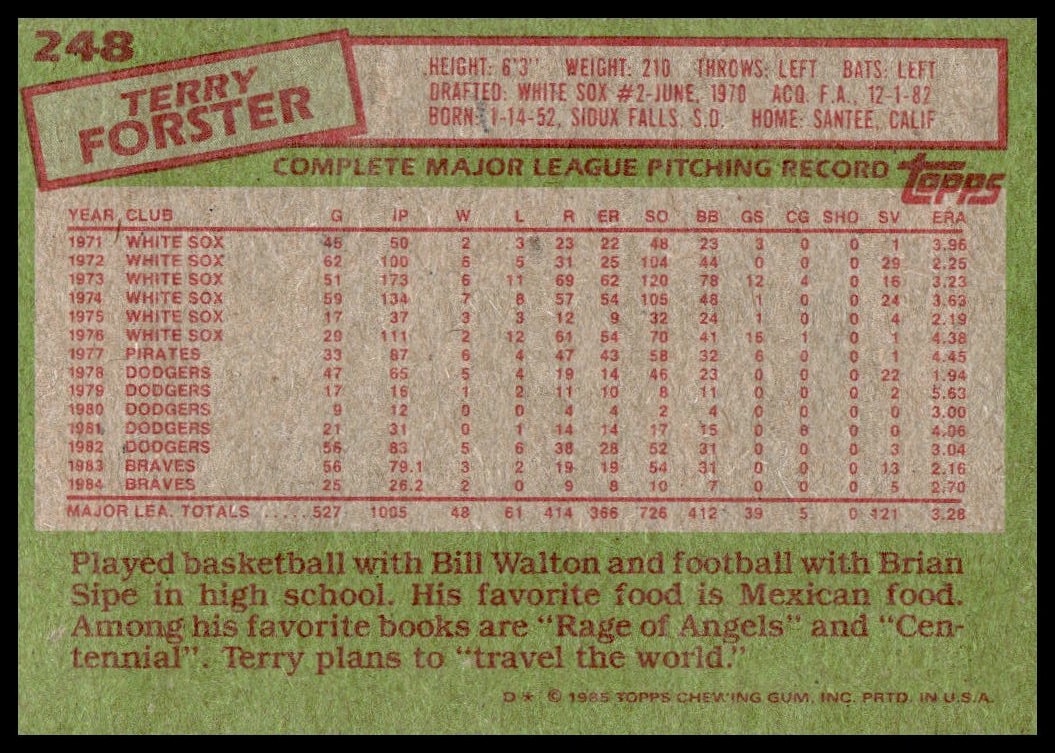 248
TERRY
FORSTER
HEIGHT: 6'3" WEIGHT: 210 THROWS: LEFT BATS: LEFT
DRAFTED: WHITE SOX #2-JUNE, 1970 ACQ. F.A., 12-1-82
BORN: 1-14-52, SIOUX FALLS, S.D. HOME: SANTEE, CALIF
COMPLETE MAJOR LEAGUE PITCHING RECORD topps
YEAR CLUB G IP W L R ER SO BB GS CG SHO SV ERA
1971 WHITE SOX 45 50 2 3 23 22 48 23 3 0 0 1 3.96
1972 WHITE SOX 62 100 6 5 31 25 104 44 0 0 0 29 2.25
1973 WHITE SOX 51 173 6 11 69 62 120 78 12 4 0 16 3.23
1974 WHITE SOX 59 134 7 8 57 54 105 48 1 0 0 24 3.63
1975 WHITE SOX 17 37 3 3 12 9 32 24 1 0 0 4 2.19
1976 WHITE SOX 29 111 2 12 61 54 70 41 16 1 0 1 4.38
1977 PIRATES 33 87 6 4 47 43 58 32 6 0 0 1 4.45
1978 DODGERS 47 65 5 4 19 14 46 23 0 0 0 22 1.94
1979 DODGERS 17 16 1 2 11 10 8 11 0 0 0 2 5.63
1980 DODGERS 9 12 0 0 4 4 2 4 0 0 0 0 3.00
1981 DODGERS 21 31 0 1 14 14 17 15 0 0 0 0 4.06
1982 DODGERS 56 83 5 6 38 28 52 31 0 0 0 3 3.04
1983 BRAVES 56 79.1 3 2 19 19 54 31 0 0 0 13 2.16
1984 BRAVES 25 26.2 2 0 9 8 10 7 0 0 0 5 2.70
MAJOR LEA. TOTALS ..... 527 1005 48 61 414 366 726 412 39 5 0 121 3.28
Played basketball with Bill Walton and football with Brian
Sipe in high school. His favorite food is Mexican food.
Among his favorite books are "Rage of Angels" and "Cen-
tennial". Terry plans to "travel the world."
D★ © 1985 TOPPS CHEWING GUM, INC. PRTD. IN U.S.A.